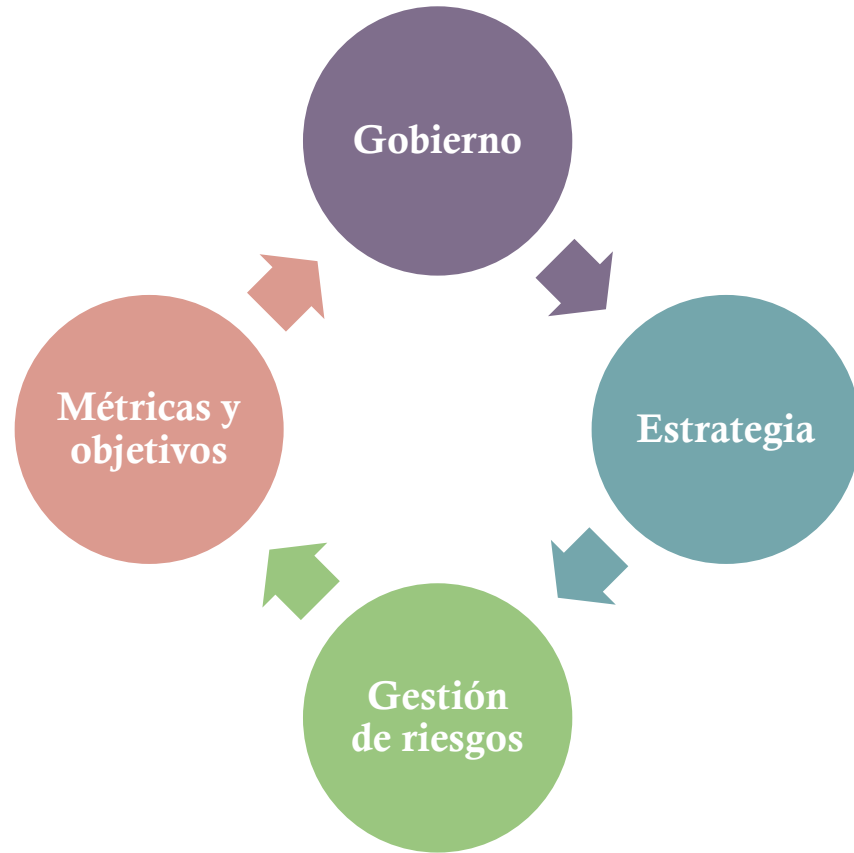 Gobierno
Estrategia
Gestión
de riesgos
Métricas y
objetivos